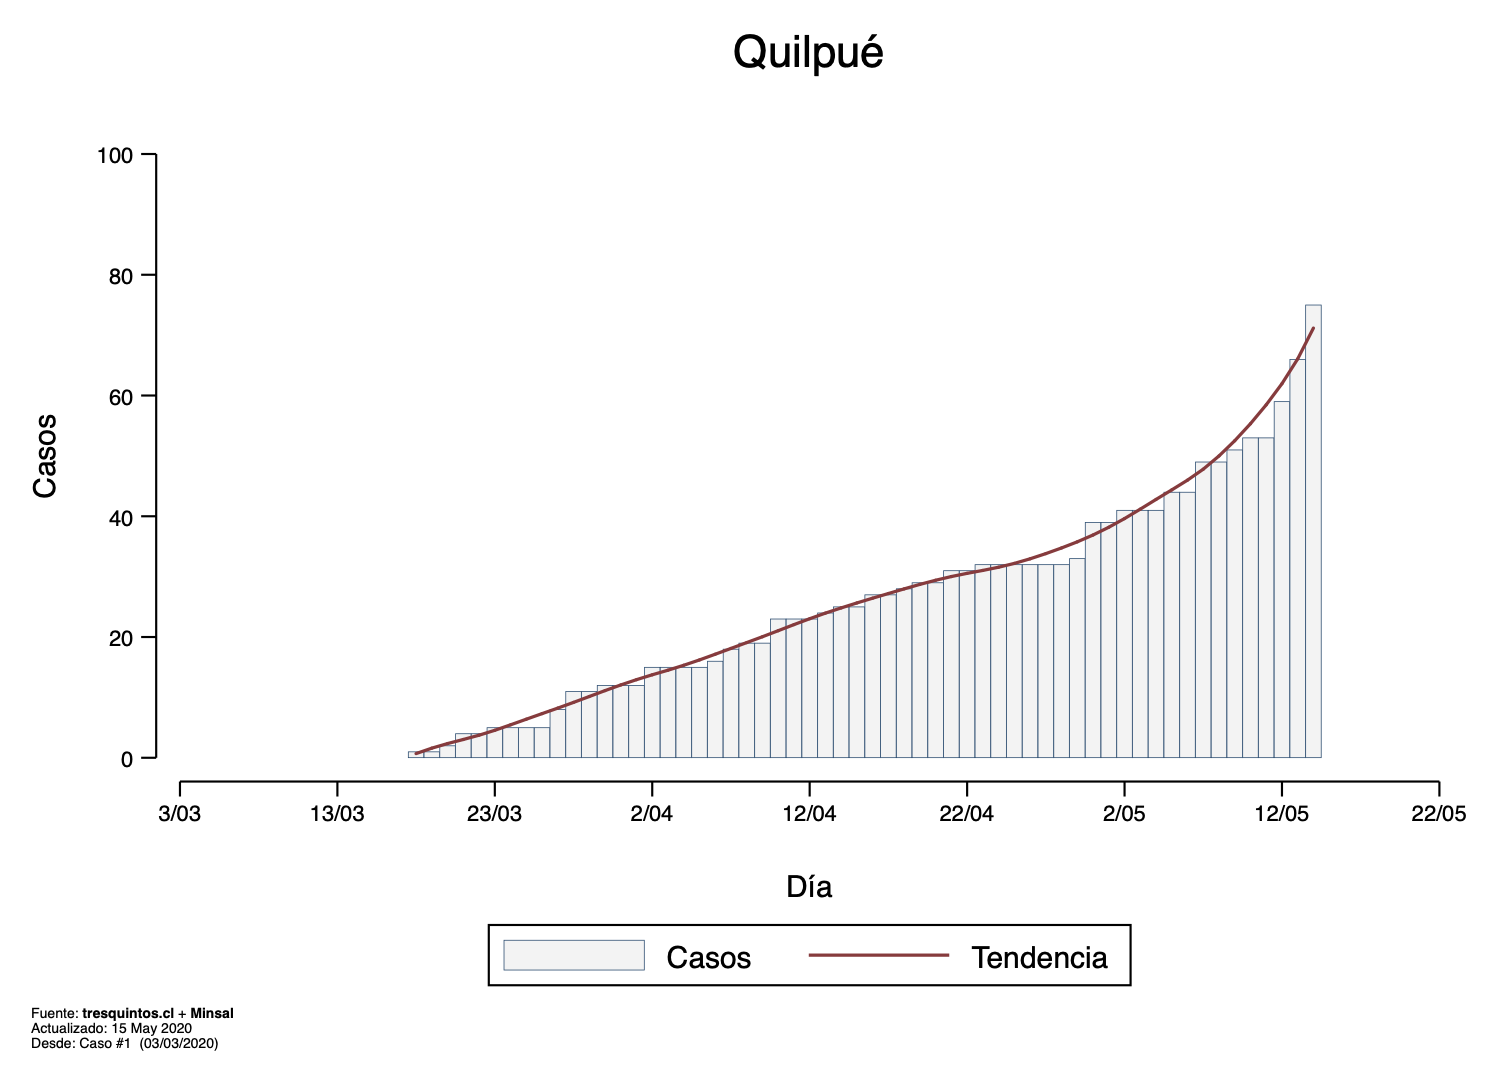 Quilpué
100
80
60
40
20
0
Casos
3/03 13/03 23/03 2/04 12/04 22/04 2/05 12/05 22/05
Día
Casos Tendencia
Fuente: tresquintos.cl + Minsal
Actualizado: 15 May 2020
Desde: Caso #1 (03/03/2020)